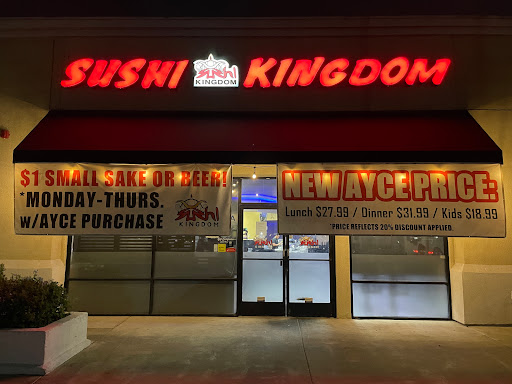 SUSHI SUSHI KINGDOM KINGDOM
$1 SMALL SAKE OR BEER!
*MONDAY-THURS.
w/AYCE PURCHASE
SUSHI
KINGDOM
NEW AYCE PRICE:
Lunch $27.99 / Dinner $31.99 / Kids $18.99
*PRICE REFLECTS 20% DISCOUNT APPLIED.